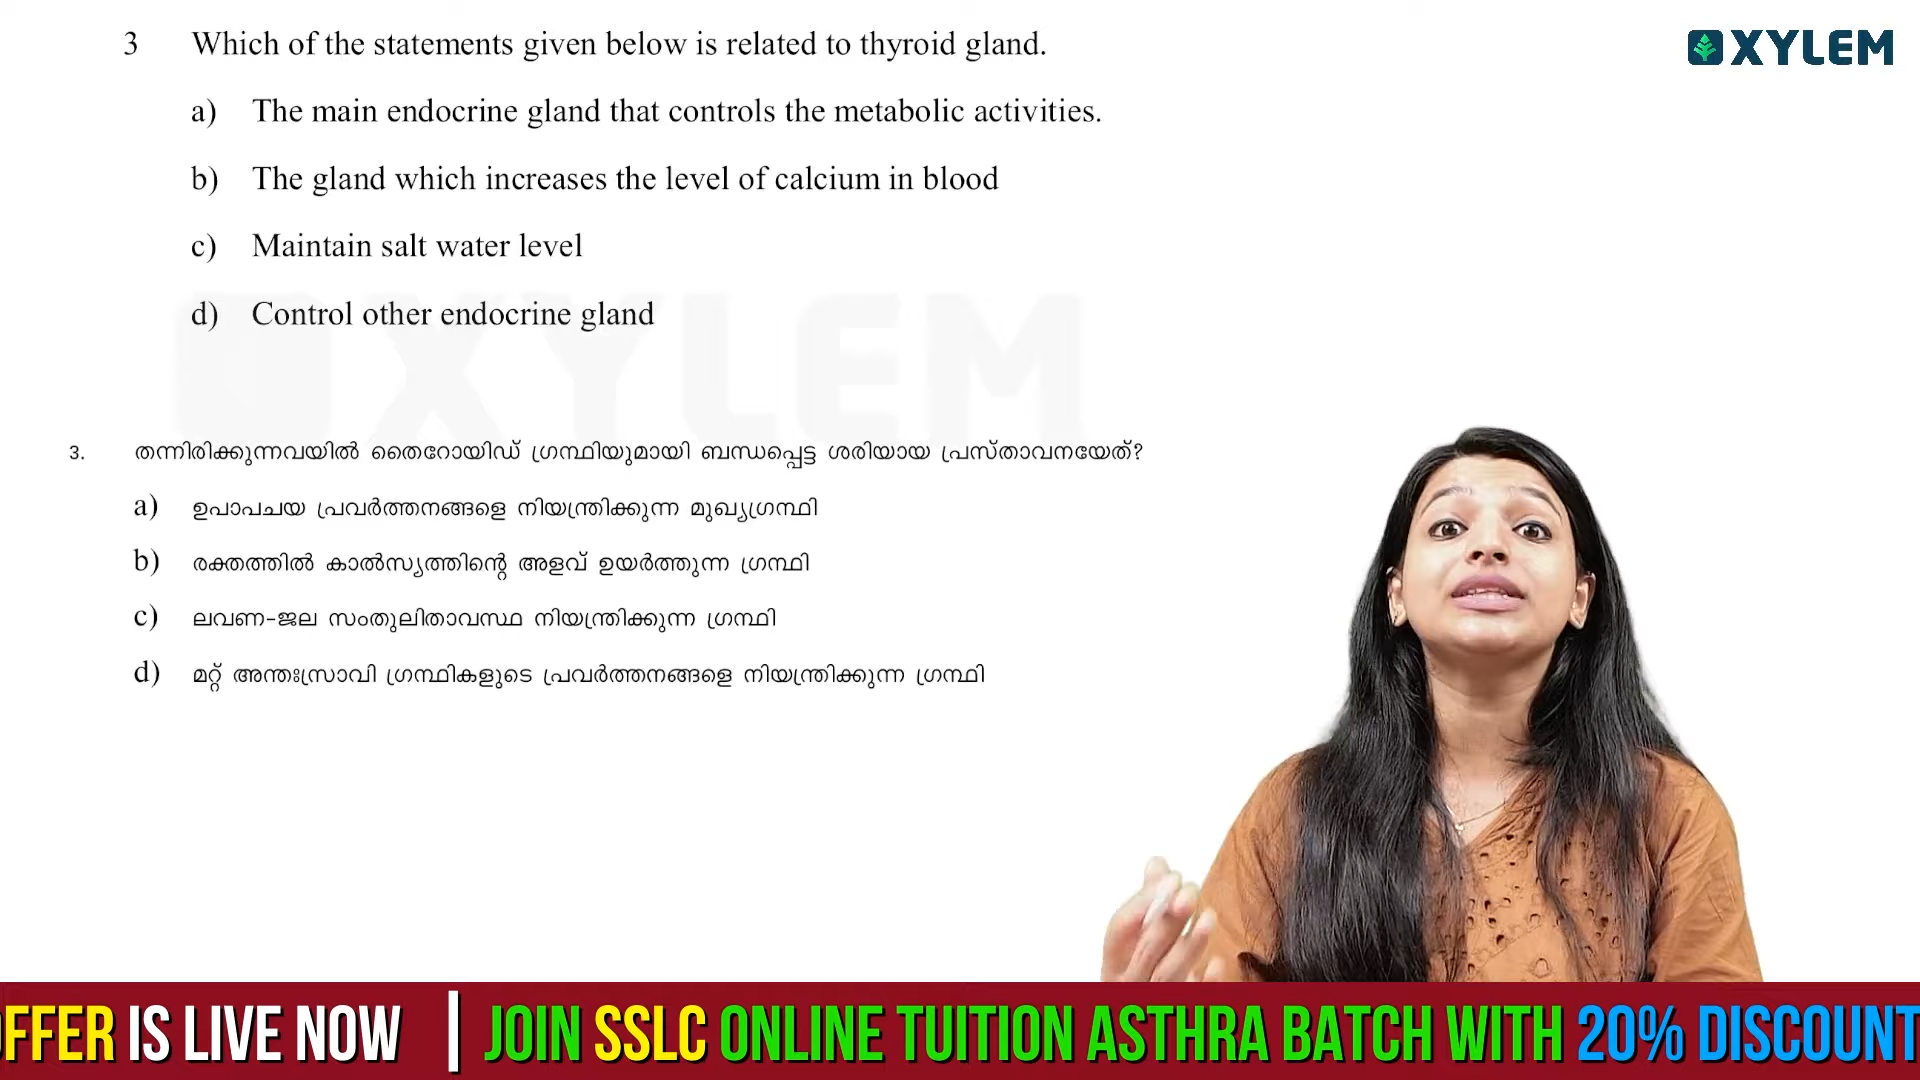 3 Which of the statements given below is related to thyroid gland.
XYLEM
a) The main endocrine gland that controls the metabolic activities.
b) The gland which increases the level of calcium in blood
c) Maintain salt water level
d) Control other endocrine gland
XYLEM
3. തന്നിരിക്കുന്നവയിൽ തൈറോയിഡ് ഗ്രന്ഥിയുമായി ബന്ധപ്പെട്ട ശരിയായ പ്രസ്താവനയേത്?
a) ഉപാപചയ പ്രവർത്തനങ്ങളെ നിയന്ത്രിക്കുന്ന മുഖ്യഗ്രന്ഥി
b) രക്തത്തിൽ കാൽസ്യത്തിന്റെ അളവ് ഉയർത്തുന്ന ഗ്രന്ഥി
c) ലവണ-ജല സംതുലിതാവസ്ഥ നിയന്ത്രിക്കുന്ന ഗ്രന്ഥി
d) മറ്റ് അന്തഃസ്രാവി ഗ്രന്ഥികളുടെ പ്രവർത്തനങ്ങളെ നിയന്ത്രിക്കുന്ന ഗ്രന്ഥി
OFFER IS LIVE NOW | JOIN SSLC ONLINE TUITION ASTHRA BATCH WITH 20% DISCOUNT